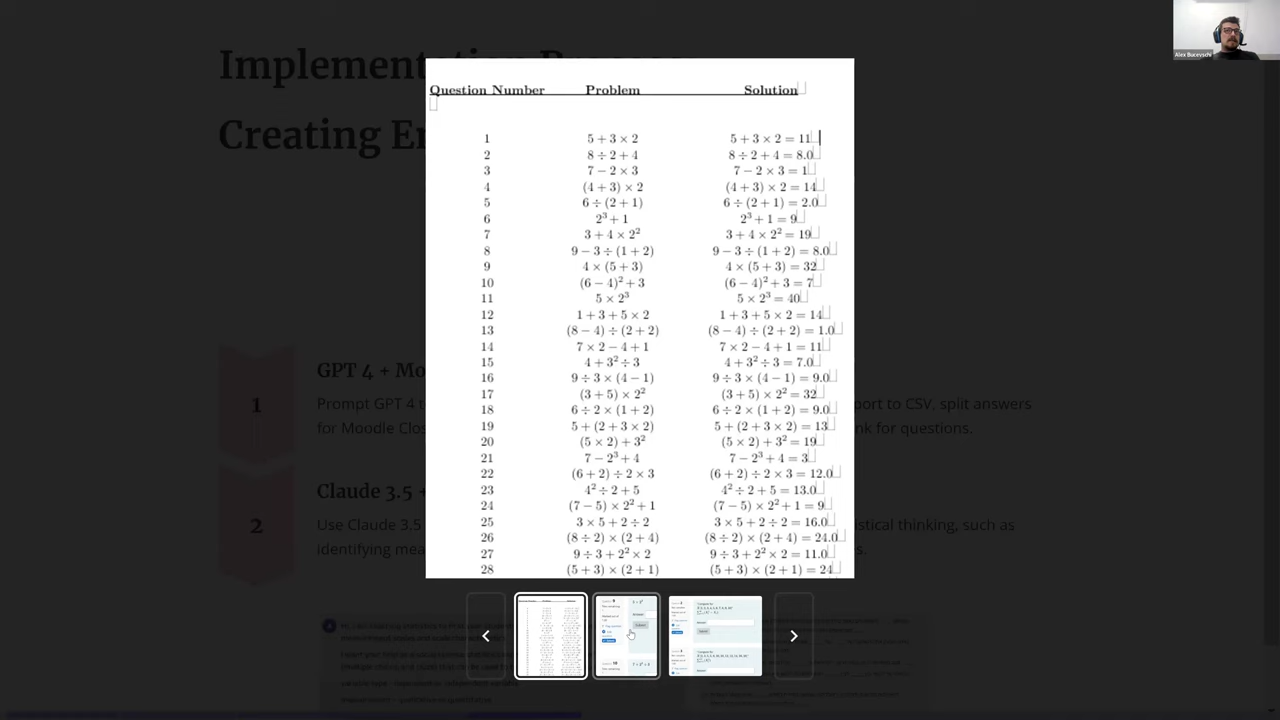 Alex Bucevschi
Implementation
Creating En
Question Number Problem Solution
1 5 + 3 × 2 5 + 3 × 2 = 11
2 8 ÷ 2 + 4 8 ÷ 2 + 4 = 8.0
3 7 − 2 × 3 7 − 2 × 3 = 1
4 (4 + 3) × 2 (4 + 3) × 2 = 14
5 6 ÷ (2 + 1) 6 ÷ (2 + 1) = 2.0
6 2³ + 1 2³ + 1 = 9
7 3 + 4 × 2² 3 + 4 × 2² = 19
8 9 − 3 ÷ (1 + 2) 9 − 3 ÷ (1 + 2) = 8.0
9 4 × (5 + 3) 4 × (5 + 3) = 32
10 (6 − 4)² + 3 (6 − 4)² + 3 = 7
11 5 × 2³ 5 × 2³ = 40
12 1 + 3 + 5 × 2 1 + 3 + 5 × 2 = 14
13 (8 − 4) ÷ (2 + 2) (8 − 4) ÷ (2 + 2) = 1.0
14 7 × 2 − 4 + 1 7 × 2 − 4 + 1 = 11
15 4 + 3² ÷ 3 4 + 3² ÷ 3 = 7.0
16 9 ÷ 3 × (4 − 1) 9 ÷ 3 × (4 − 1) = 9.0
17 (3 + 5) × 2² (3 + 5) × 2² = 32
18 6 ÷ 2 × (1 + 2) 6 ÷ 2 × (1 + 2) = 9.0
19 5 + (2 + 3 × 2) 5 + (2 + 3 × 2) = 13
20 (5 × 2) + 3² (5 × 2) + 3² = 19
21 7 − 2³ + 4 7 − 2³ + 4 = 3
22 (6 + 2) ÷ 2 × 3 (6 + 2) ÷ 2 × 3 = 12.0
23 4² ÷ 2 + 5 4² ÷ 2 + 5 = 13.0
24 (7 − 5) × 2² + 1 (7 − 5) × 2² + 1 = 9
25 3 × 5 + 2 ÷ 2 3 × 5 + 2 ÷ 2 = 16.0
26 (8 ÷ 2) × (2 + 4) (8 ÷ 2) × (2 + 4) = 24.0
27 9 ÷ 3 + 2² × 2 9 ÷ 3 + 2² × 2 = 11.0
28 (5 + 3) × (2 + 1) (5 + 3) × (2 + 1) = 24
1
GPT 4 + Mo
Prompt GPT 4 t port to CSV, split answers
for Moodle Clos nk for questions.
2
Claude 3.5 +
Use Claude 3.5 istical thinking, such as
identifying mea